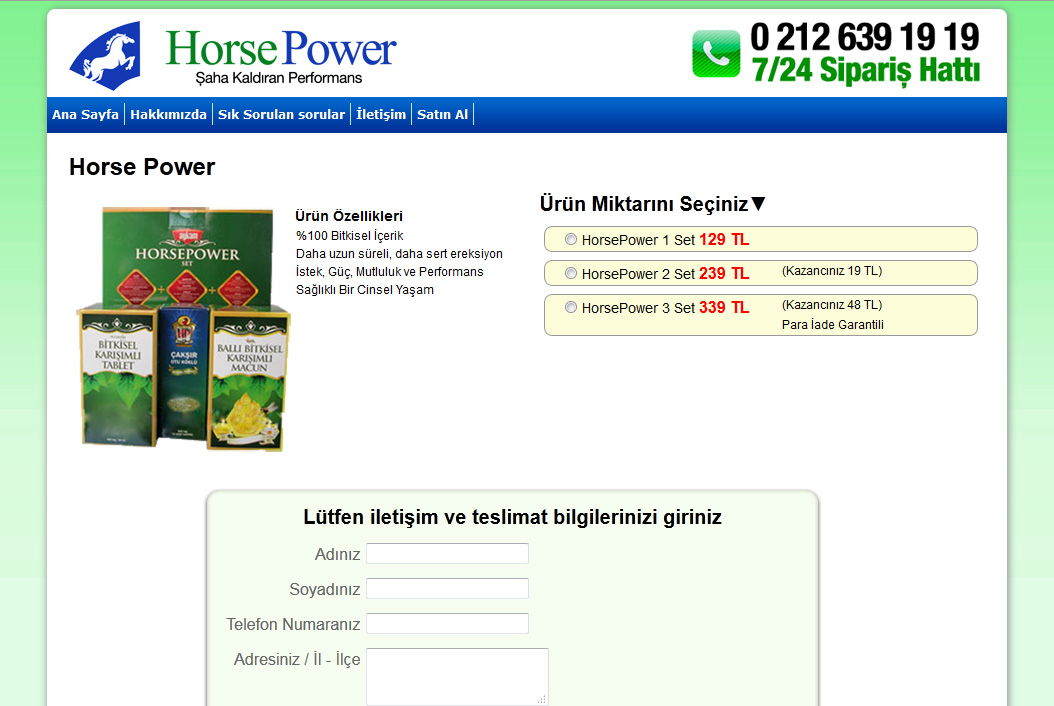 Horse Power
Şaha Kaldıran Performans
0 212 639 19 19
7/24 Sipariş Hattı
Ana Sayfa Hakkımızda Sık Sorulan sorular İletişim Satın Al
Horse Power
HORSEPOWER
SET
BİTKİSEL
KARIŞIMLI
TABLET
ÇAKŞIR
OTU KÖKLÜ
BALLI BİTKİSEL
KARIŞIMLI
MACUN
Ürün Özellikleri
%100 Bitkisel İçerik
Daha uzun süreli, daha sert ereksiyon
İstek, Güç, Mutluluk ve Performans
Sağlıklı Bir Cinsel Yaşam
Ürün Miktarını Seçiniz▼
HorsePower 1 Set 129 TL
HorsePower 2 Set 239 TL (Kazancınız 19 TL)
HorsePower 3 Set 339 TL (Kazancınız 48 TL)
Para İade Garantili
Lütfen iletişim ve teslimat bilgilerinizi giriniz
Adınız
Soyadınız
Telefon Numaranız
Adresiniz / İl - İlçe